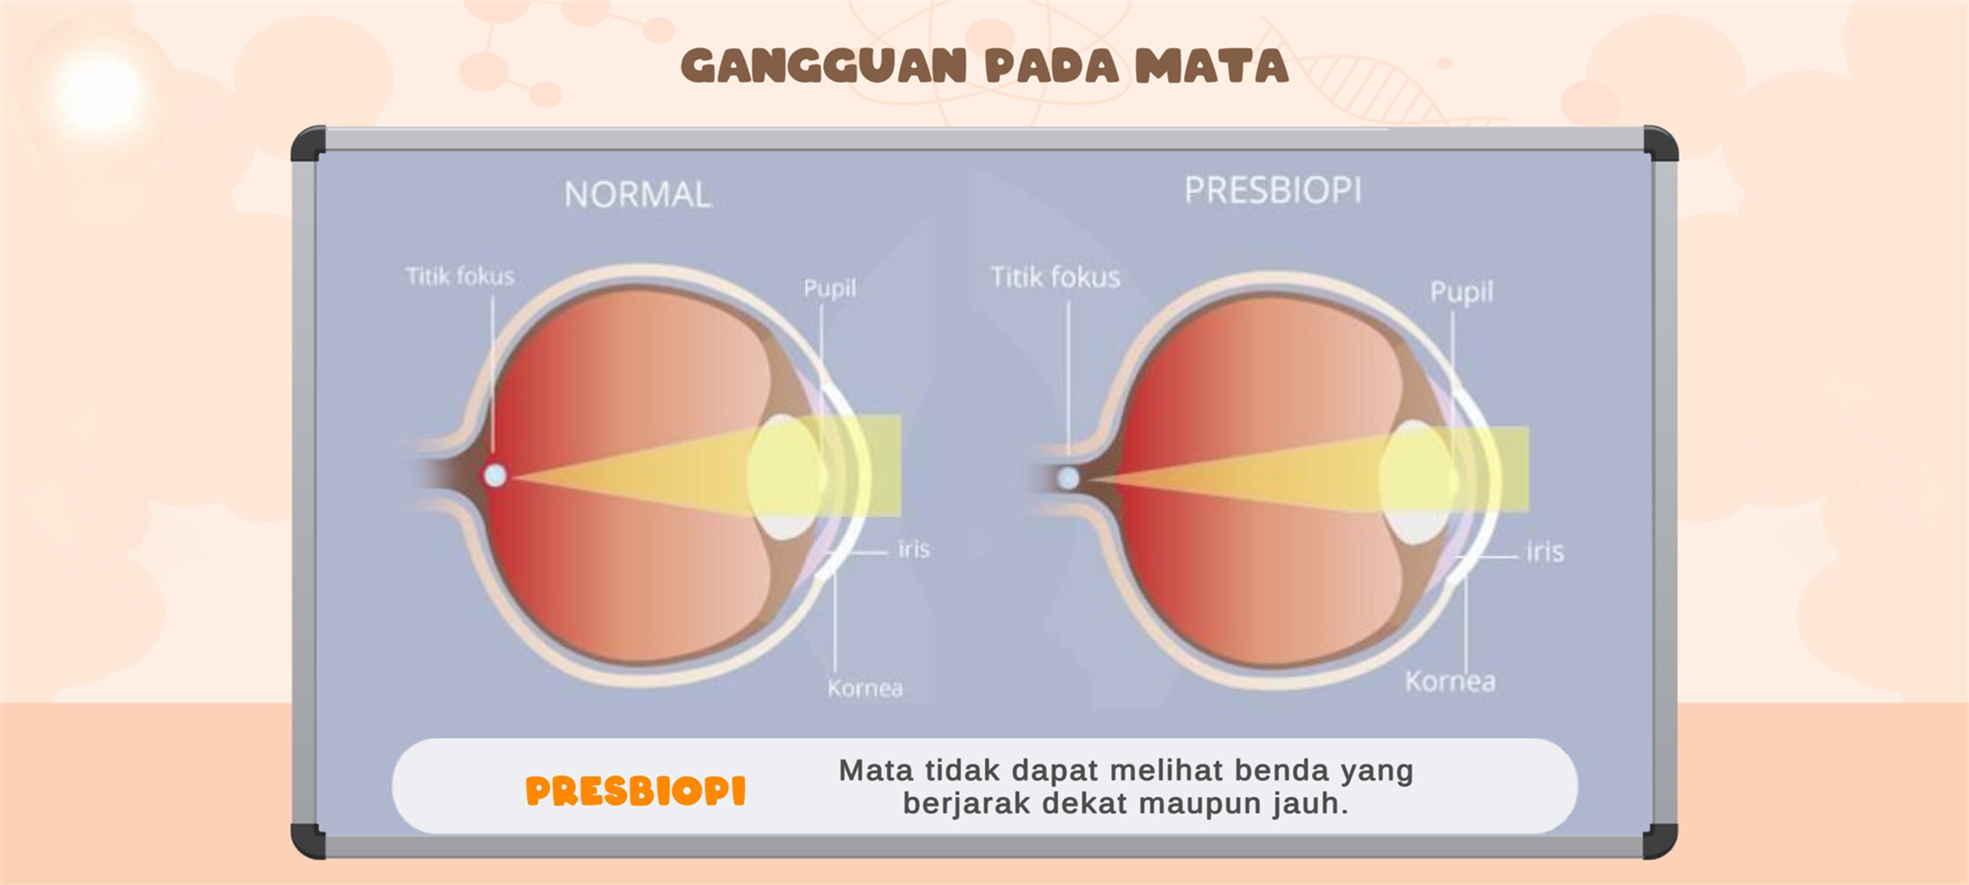 GANGGUAN PADA MATA
NORMAL
Titik fokus
Pupil
iris
Kornea
PRESBIOPI
Titik fokus
Pupil
iris
Kornea
PRESBIOPI
Mata tidak dapat melihat benda yang
berjarak dekat maupun jauh.